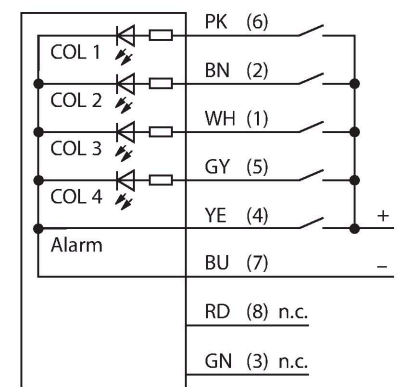 PK (6)
COL 1
BN (2)
COL 2
WH (1)
COL 3
GY (5)
COL 4
YE (4) +
Alarm
BU (7) –
RD (8) n.c.
GN (3) n.c.